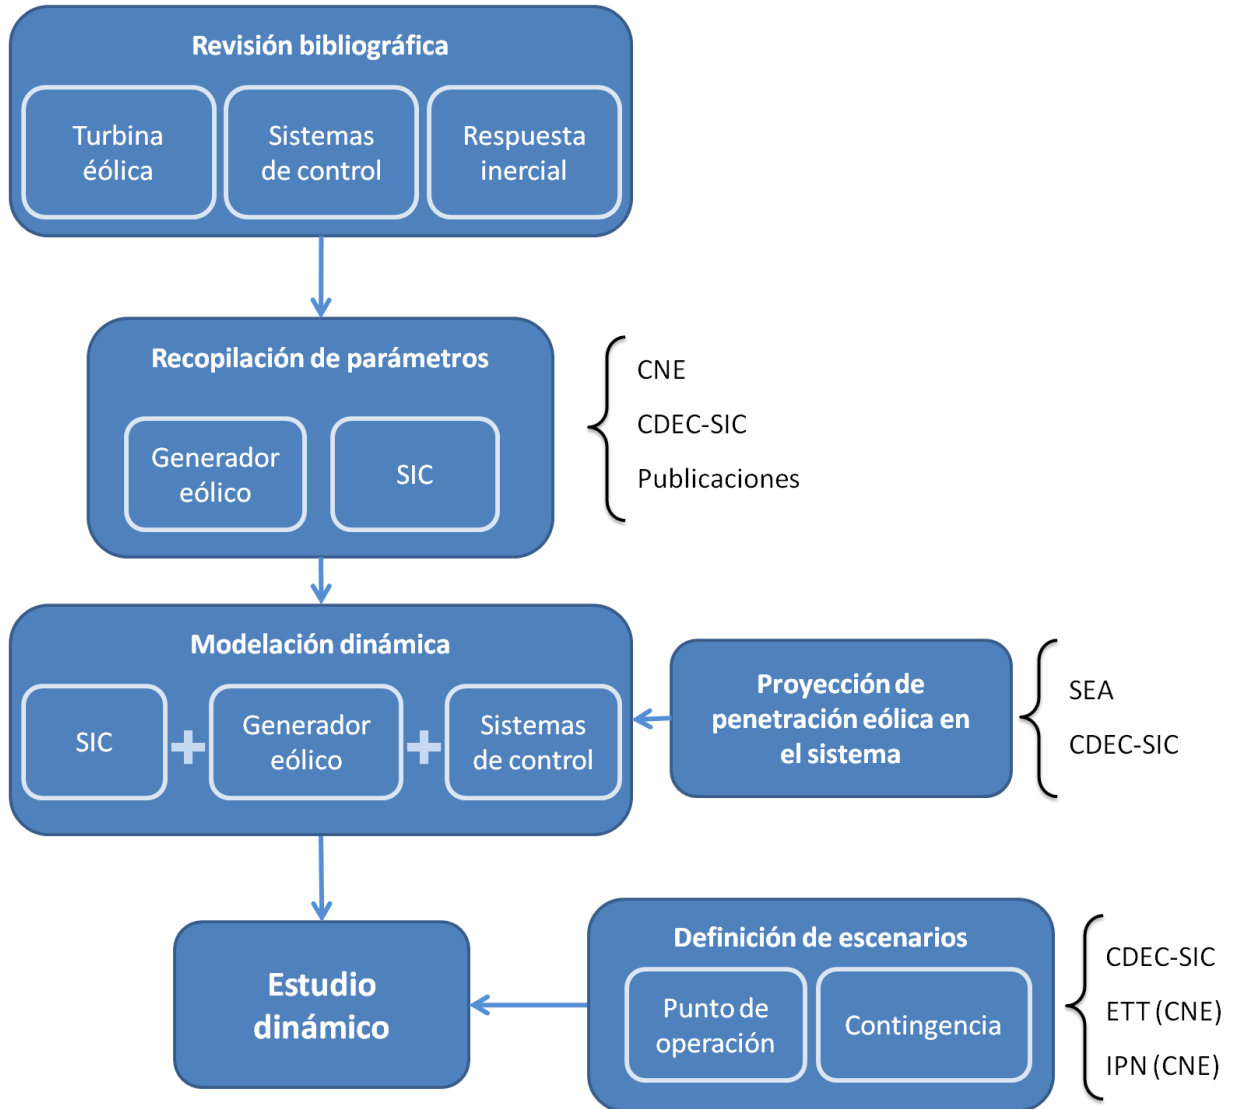 Revisión bibliográfica
Turbina
éólica
Sistemas
de control
Respuesta
inercial
Recopilación de parámetros
Generador
eólico
SIC
CNE
CDEC-SIC
Publicaciones
Modelación dinámica
SIC
+
Generador
eólico
+
Sistemas
de control
Proyección de
penetración eólica en
el sistema
SEA
CDEC-SIC
Estudio
dinámico
Definición de escenarios
Punto de
operación
Contingencia
CDEC-SIC
ETT (CNE)
IPN (CNE)